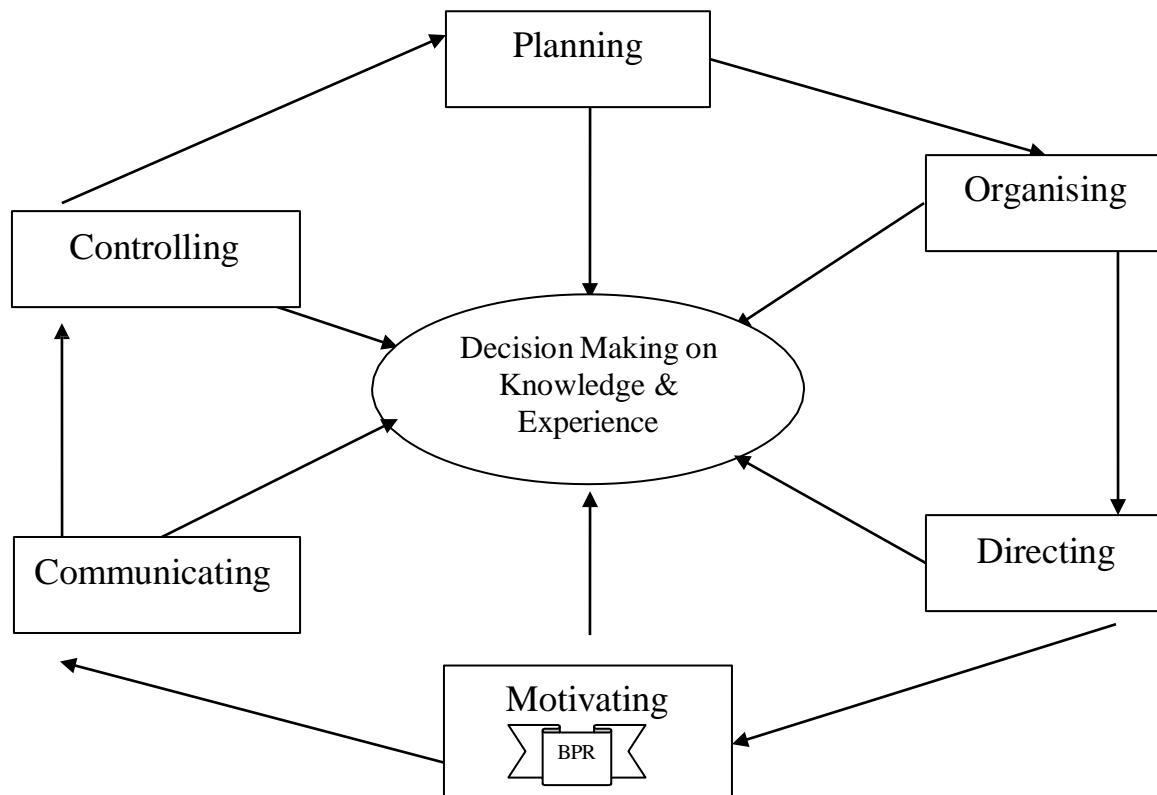 Planning
Organising
Controlling
Decision Making on
Knowledge &
Experience
Directing
Communicating
Motivating
BPR